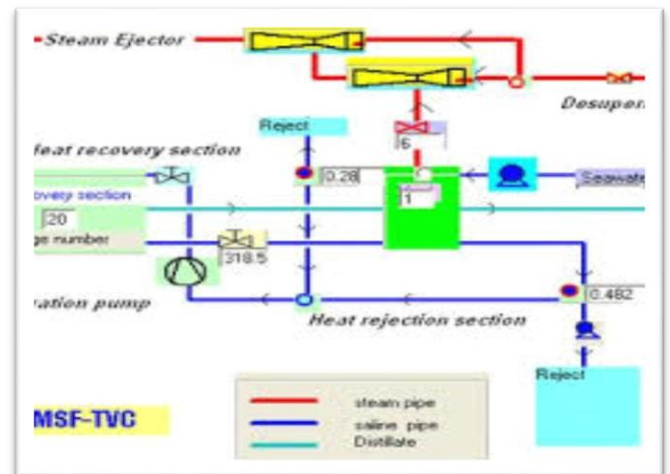 Steam Ejector
Desuper
Reject
Heat recovery section
6
0.28
Seawate
overy section
1
20
ge number
318.5
0.482
ation pump
Heat rejection section
Reject
MSF-TVC
steam pipe
saline pipe
Distillate